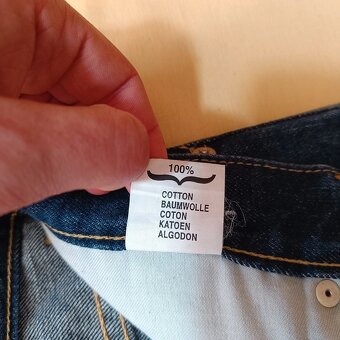 100%
COTTON
BAUMWOLLE
COTON
KATOEN
ALGODON